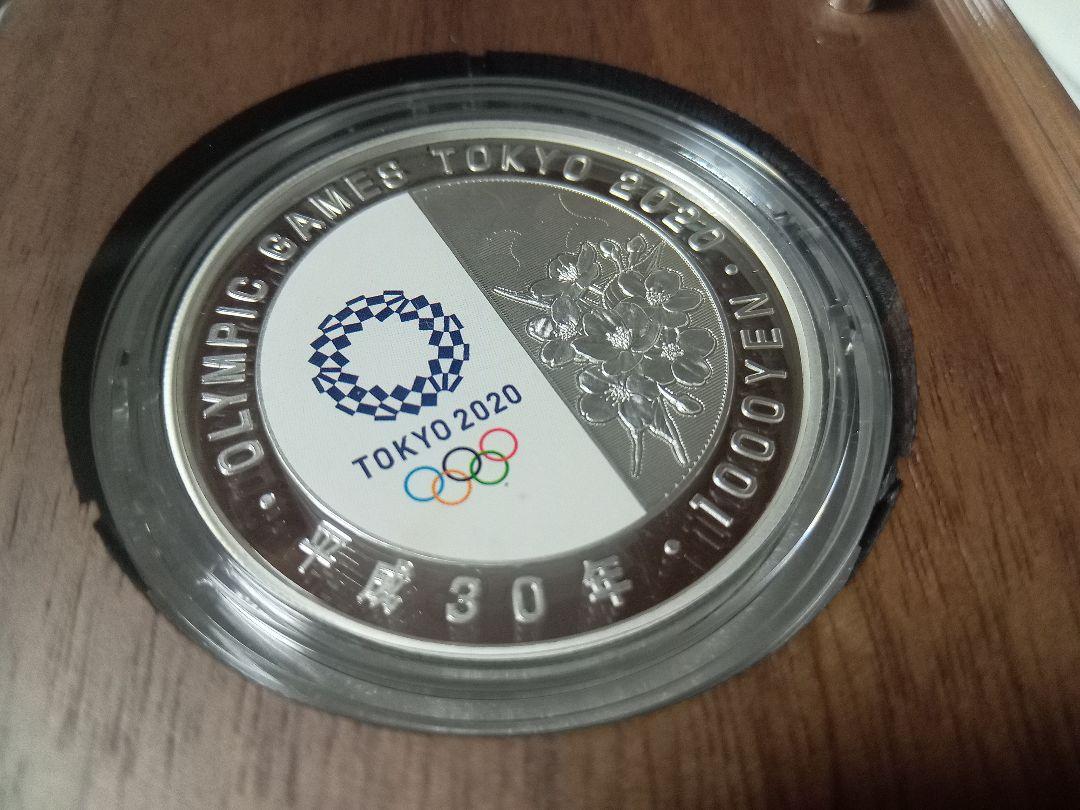 OLYMPIC GAMES TOKYO 2020
・1000YEN・
平成30年
TOKYO 2020